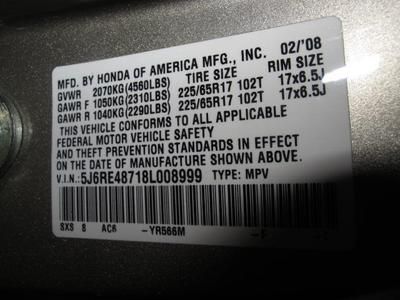 MFD. BY HONDA OF AMERICA MFG., INC. 02/'08
GVWR 2070KG(4560LBS) TIRE SIZE RIM SIZE
GAWR F 1050KG(2310LBS) 225/65R17 102T 17x6.5J
GAWR R 1040KG(2290LBS) 225/65R17 102T 17x6.5J
THIS VEHICLE CONFORMS TO ALL APPLICABLE
FEDERAL MOTOR VEHICLE SAFETY
AND THEFT PREVENTION STANDARDS IN EFFECT
ON THE DATE OF MANUFACTURE SHOWN ABOVE.
V.I.N: 5J6RE48718L008999 TYPE: MPV
SXS 8 AC6 -YR566M